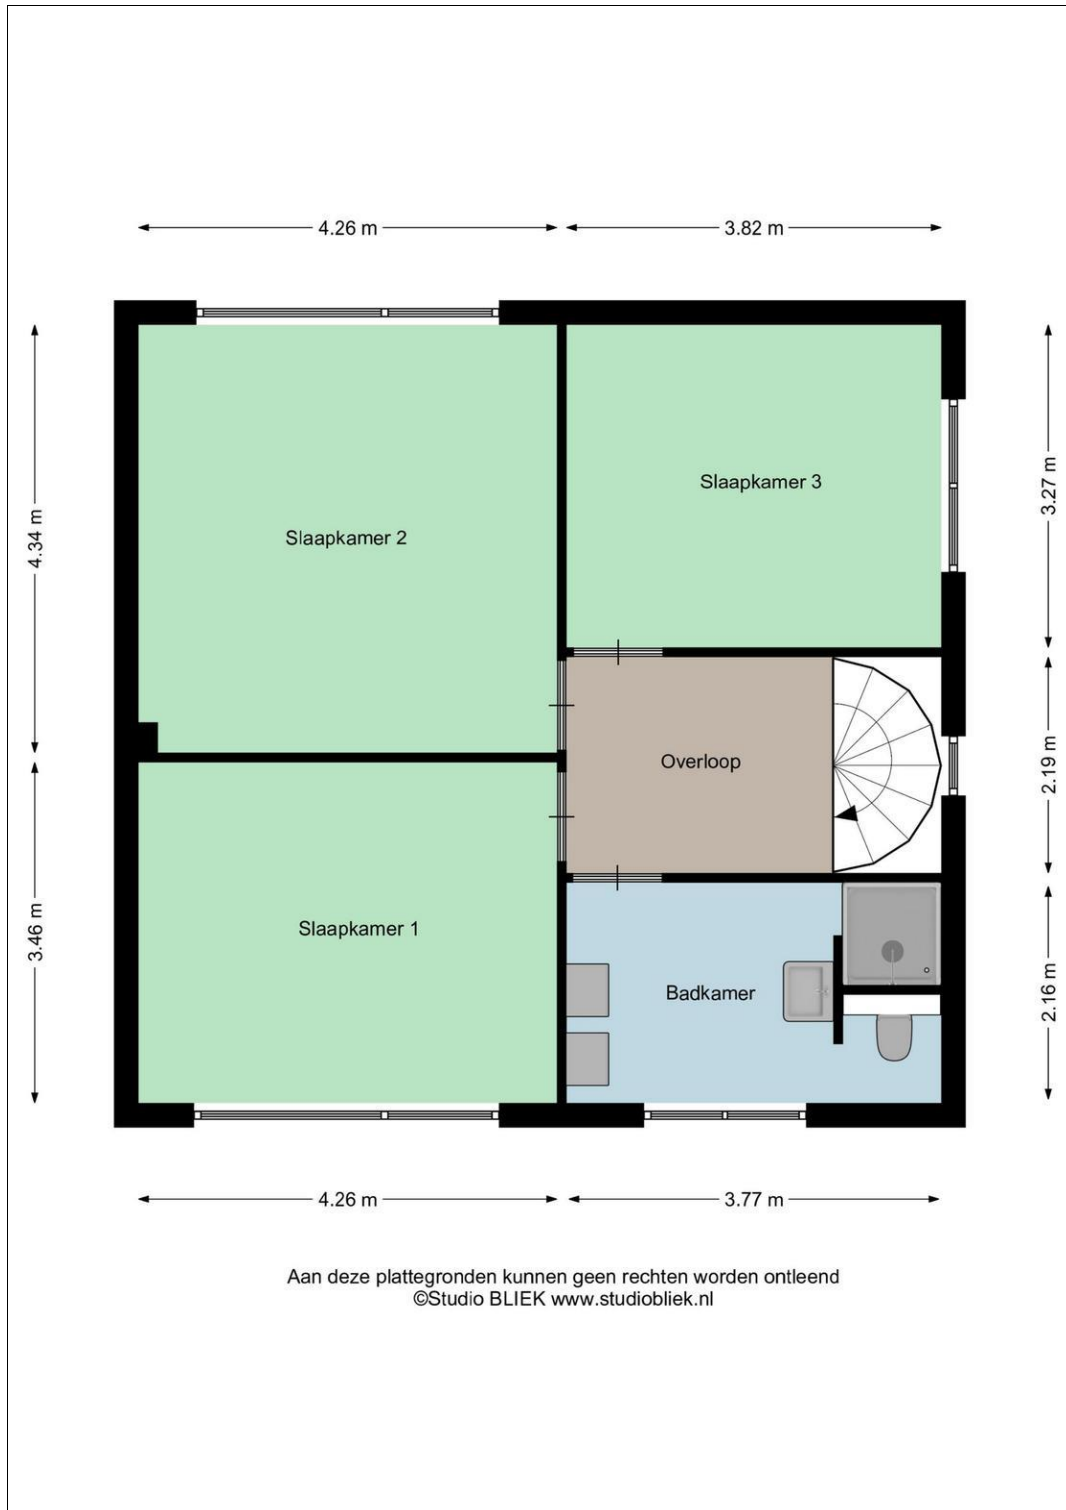 4.26 m
3.82 m
4.34 m
3.27 m
Slaapkamer 3
Slaapkamer 2
2.19 m
Overloop
3.46 m
Slaapkamer 1
2.16 m
Badkamer
4.26 m
3.77 m
Aan deze plattegronden kunnen geen rechten worden ontleend
©Studio BLIEK www.studiobliek.nl